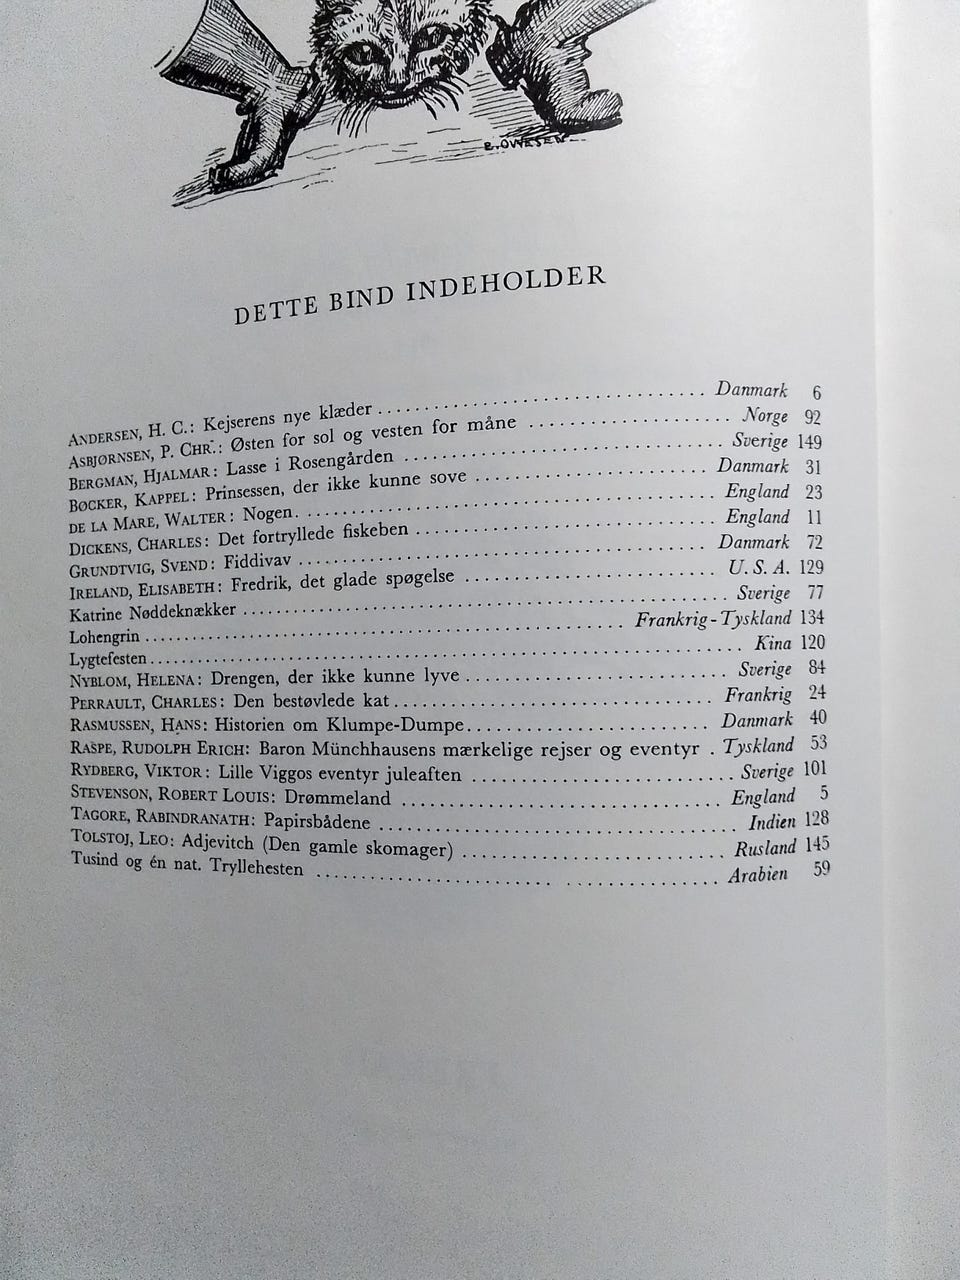 E. OVVESEN
DETTE BIND INDEHOLDER
ANDERSEN, H. C.: Kejserens nye klæder ........................................ Danmark 6
ASBJØRNSEN, P. CHR.: Østen for sol og vesten for måne .................... Norge 92
BERGMAN, HJALMAR: Lasse i Rosengården ................................ Sverige 149
BØCKER, KAPPEL: Prinsessen, der ikke kunne sove ........................ Danmark 31
DE LA MARE, WALTER: Nogen. ........................................ England 23
DICKENS, CHARLES: Det fortryllede fiskeben .............................. England 11
GRUNDTVIG, SVEND: Fiddivav ........................................ Danmark 72
IRELAND, ELISABETH: Fredrik, det glade spøgelse ........................ U. S. A. 129
Katrine Nøddeknækker ............................................ Sverige 77
Lohengrin ................................................ Frankrig - Tyskland 134
Lygtefesten ...................................................... Kina 120
NYBLOM, HELENA: Drengen, der ikke kunne lyve .......................... Sverige 84
PERRAULT, CHARLES: Den bestøvlede kat ................................ Frankrig 24
RASMUSSEN, HANS: Historien om Klumpe-Dumpe. ........................ Danmark 40
RASPE, RUDOLPH ERICH: Baron Münchhausens mærkelige rejser og eventyr . Tyskland 53
RYDBERG, VIKTOR: Lille Viggos eventyr juleaften .......................... Sverige 101
STEVENSON, ROBERT LOUIS: Drømmeland ................................ England 5
TAGORE, RABINDRANATH: Papirsbådene .................................. Indien 128
TOLSTOJ, LEO: Adjevitch (Den gamle skomager) .......................... Rusland 145
Tusind og én nat. Tryllehesten ........................................ Arabien 59